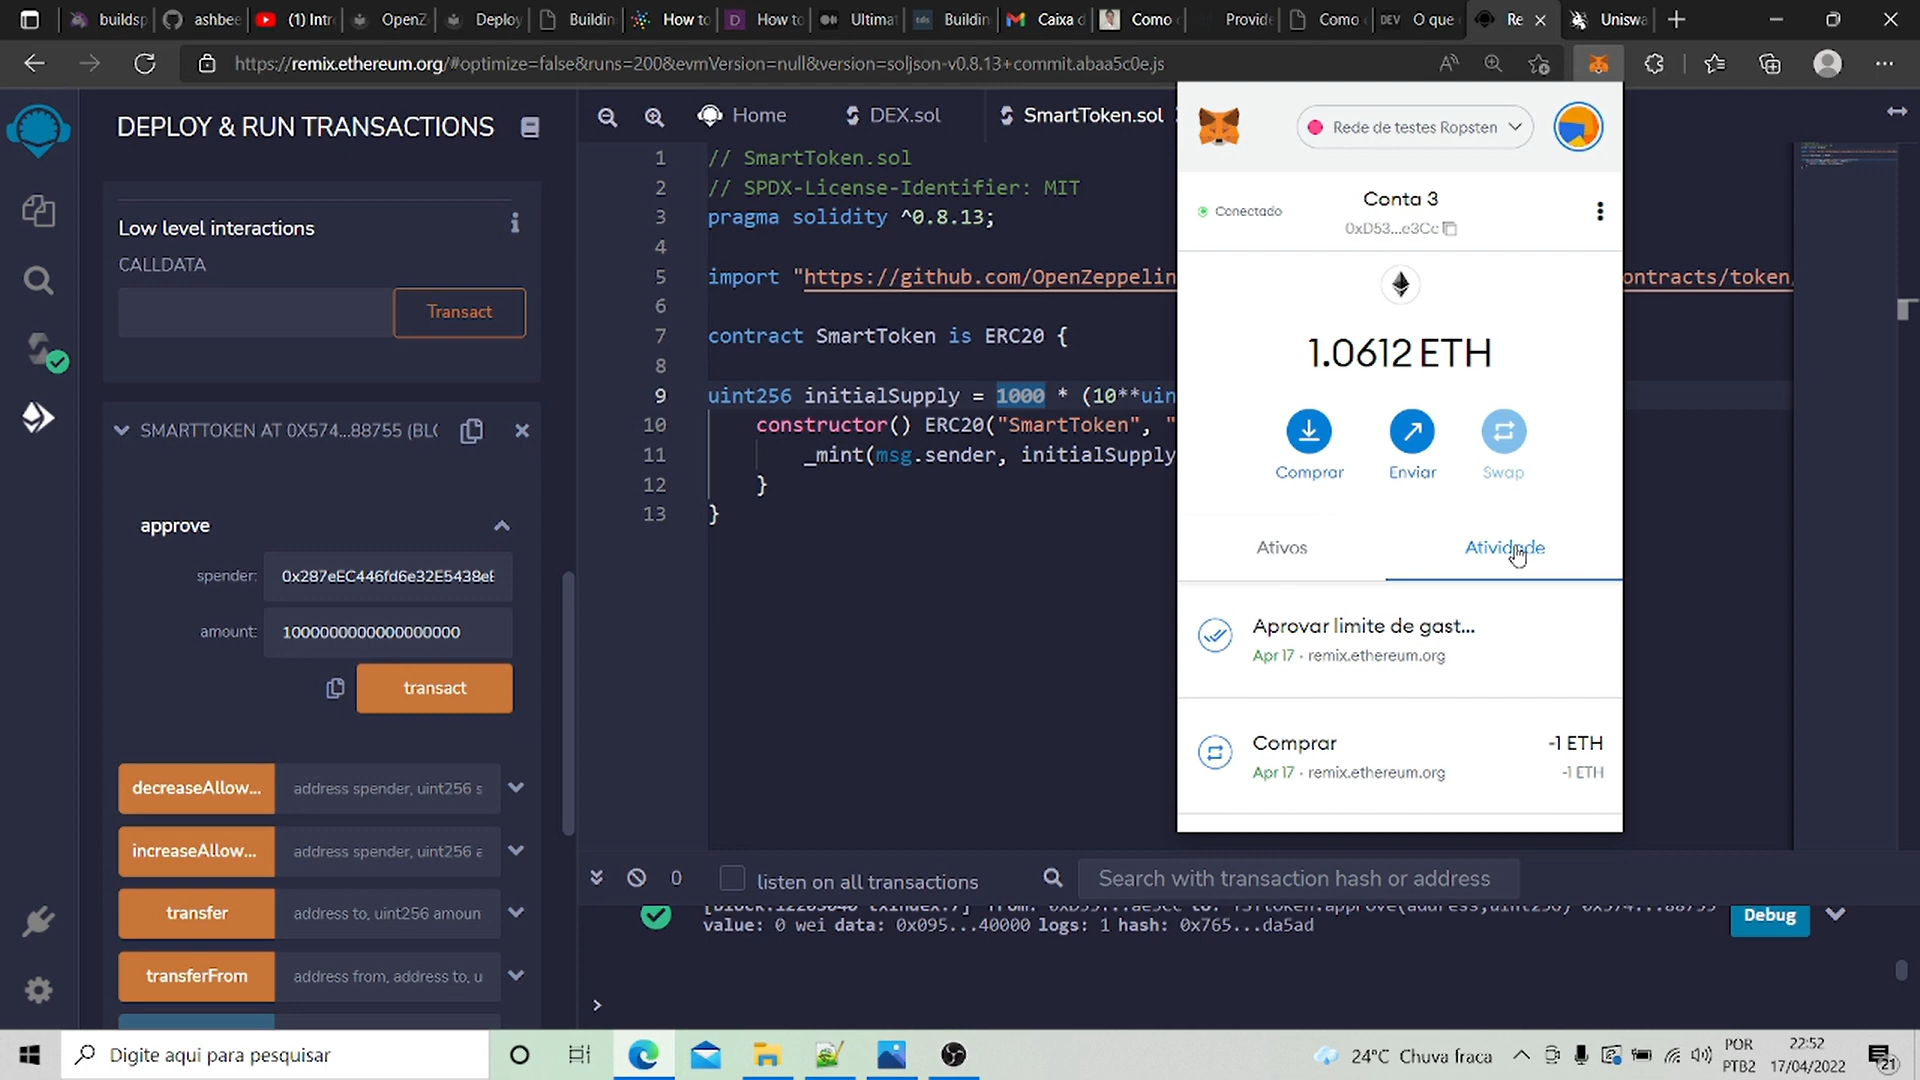 buildsp
ashbee
(1) Intr
OpenZ
Deploy
Buildin
How to
How to
Ultimat
Buildin
Caixa d
Como
Provide
Como
DEV
O que
Re
Uniswa
https://remix.ethereum.org/#optimize=false&runs=200&evmVersion=null&version=soljson-v0.8.13+commit.abaa5c0e.js
DEPLOY & RUN TRANSACTIONS
Low level interactions
CALLDATA
Transact
SMARTTOKEN AT 0X574...88755 (BLO
approve
spender:
0x287eEC446fd6e32E5438eE
amount:
1000000000000000000
transact
decreaseAllow...
address spender, uint256 s
increaseAllow...
address spender, uint256 a
transfer
address to, uint256 amoun
transferFrom
address from, address to, u
Home
DEX.sol
SmartToken.sol
1 // SmartToken.sol
2 // SPDX-License-Identifier: MIT
3 pragma solidity ^0.8.13;
4
5 import "https://github.com/OpenZeppelin
ontracts/token/
6
7 contract SmartToken is ERC20 {
8
9 uint256 initialSupply = 1000 * (10**uin
10 constructor() ERC20("SmartToken", "
11 _mint(msg.sender, initialSupply
12 }
13 }
Rede de testes Ropsten
Conectado
Conta 3
0xD53...e3Cc
1.0612 ETH
Comprar
Enviar
Swap
Ativos
Atividade
Aprovar limite de gast...
Apr 17 · remix.ethereum.org
Comprar
-1 ETH
Apr 17 · remix.ethereum.org
-1 ETH
0
listen on all transactions
Search with transaction hash or address
value: 0 wei data: 0x095...40000 logs: 1 hash: 0x765...da5ad
Debug
>
Digite aqui para pesquisar
24°C Chuva fraca
POR
PTB2
22:52
17/04/2022
21